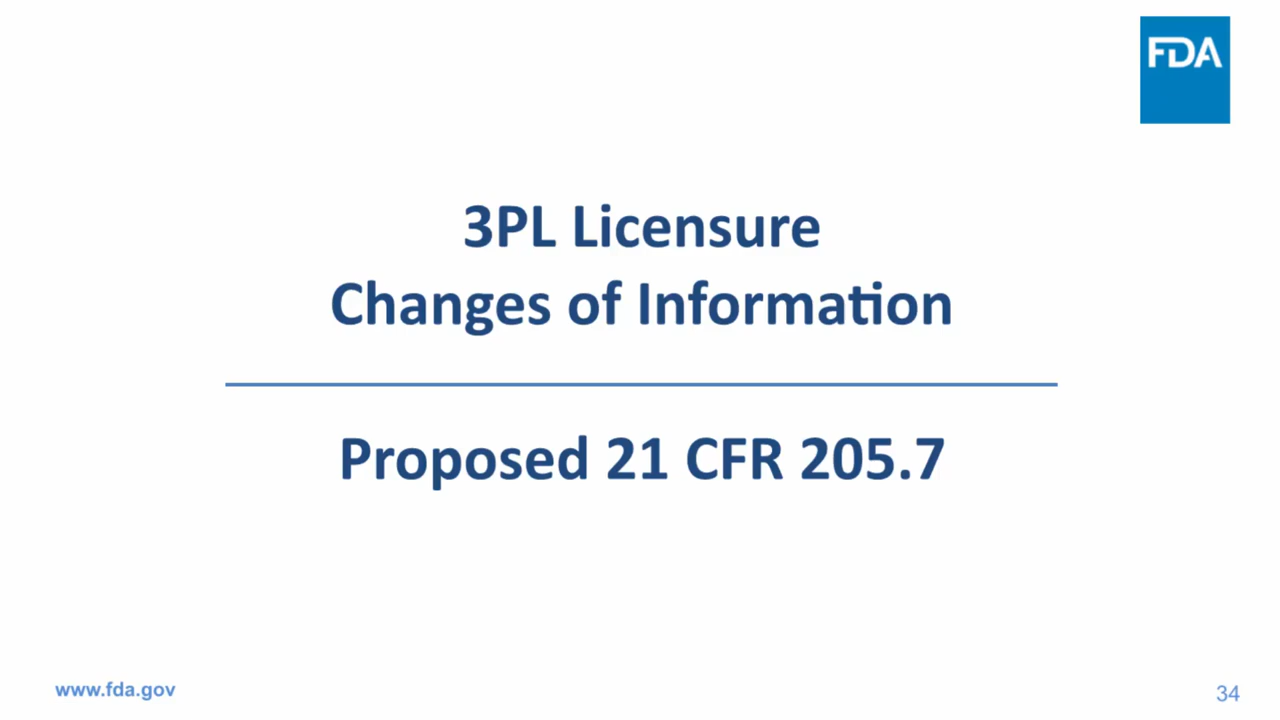 FDA
3PL Licensure
Changes of Information
Proposed 21 CFR 205.7
www.fda.gov
34